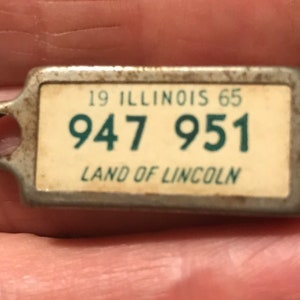 19 ILLINOIS 65
947 951
LAND OF LINCOLN